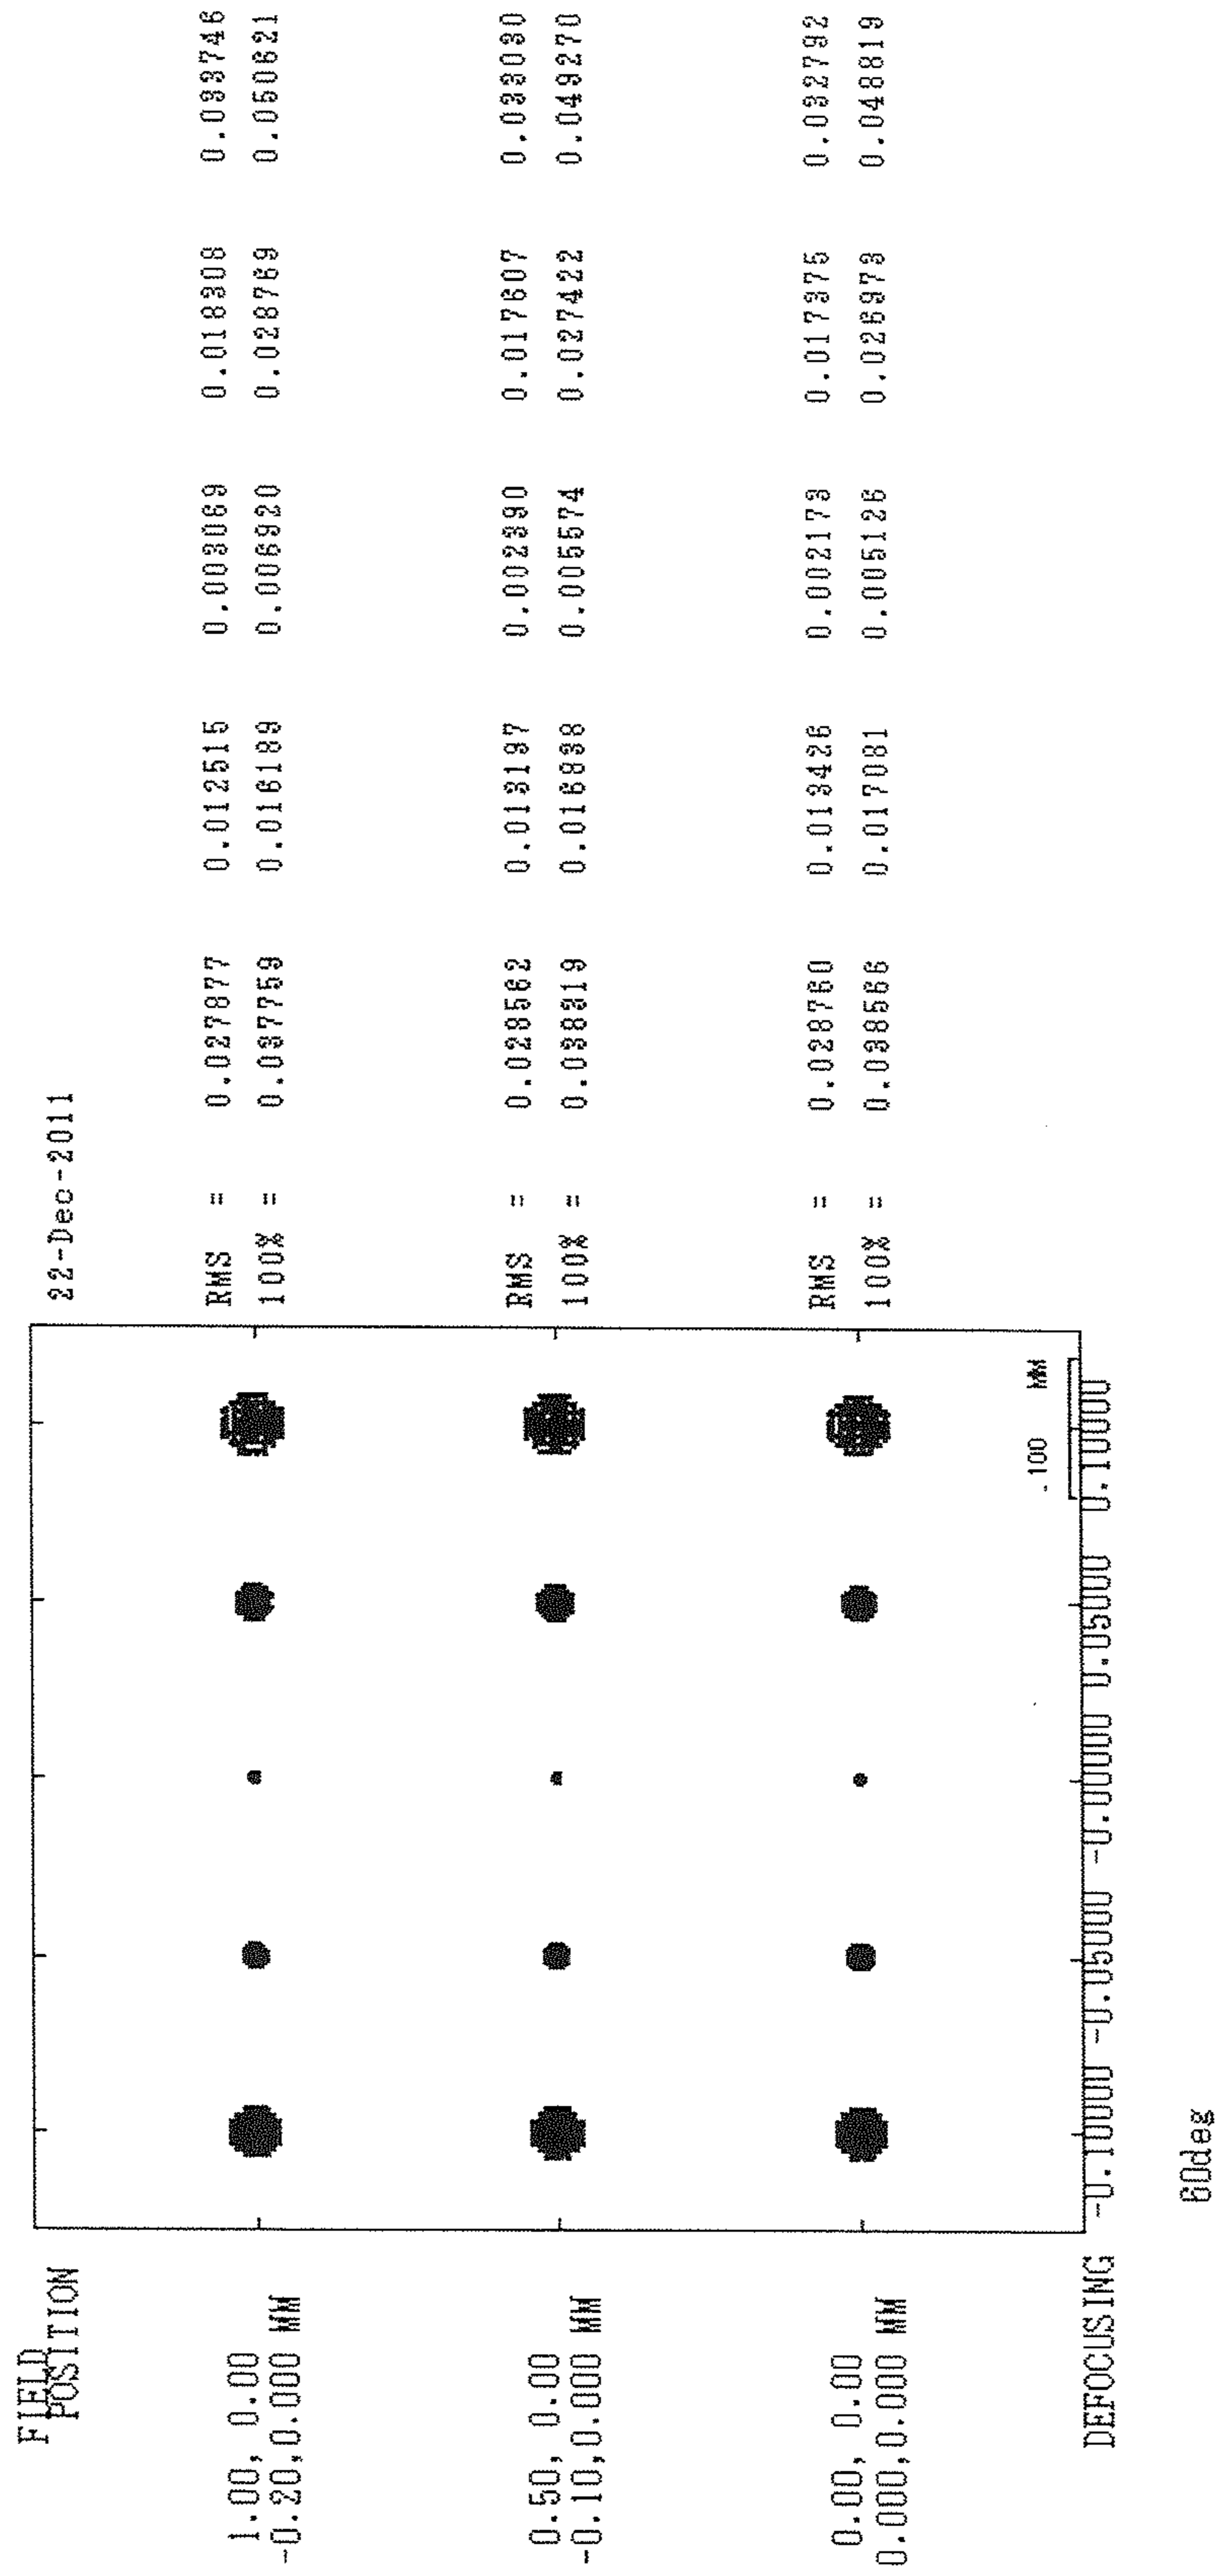 FIELD
POSITION
22-Dec-2011
1.00, 0.00
-0.20,0.000 MM
RMS = 0.027877 0.012515 0.003069 0.018308 0.033746
100% = 0.037759 0.016189 0.006920 0.028769 0.050621
0.50, 0.00
-0.10,0.000 MM
RMS = 0.028562 0.013197 0.002390 0.017607 0.033030
100% = 0.038319 0.016838 0.005574 0.027422 0.049270
0.00, 0.00
0.000,0.000 MM
RMS = 0.028760 0.013426 0.002173 0.017375 0.032792
100% = 0.038566 0.017081 0.005126 0.026973 0.048819
.100 MM
DEFOCUSING -0.10000 -0.05000 -0.00000 0.05000 0.10000
60deg